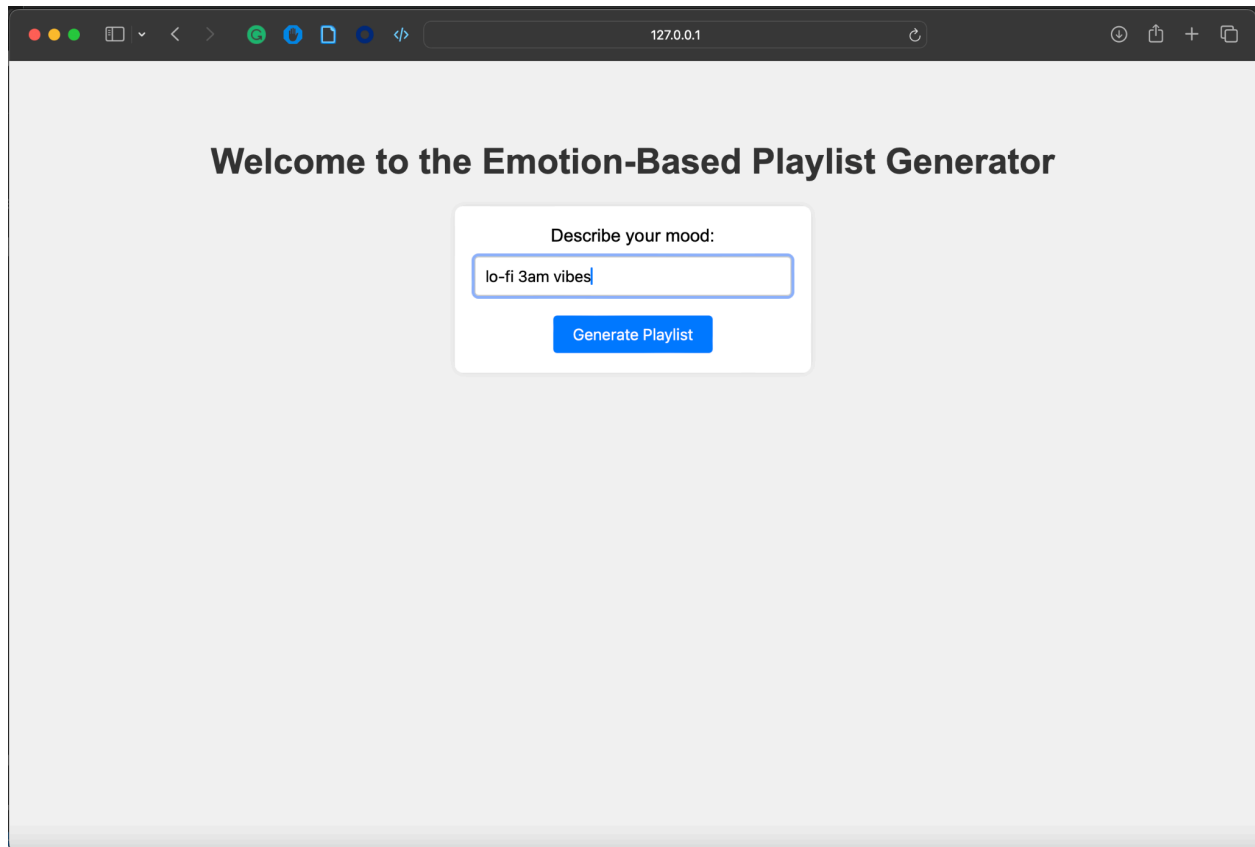 127.0.0.1
Welcome to the Emotion-Based Playlist Generator
Describe your mood:
lo-fi 3am vibes
Generate Playlist